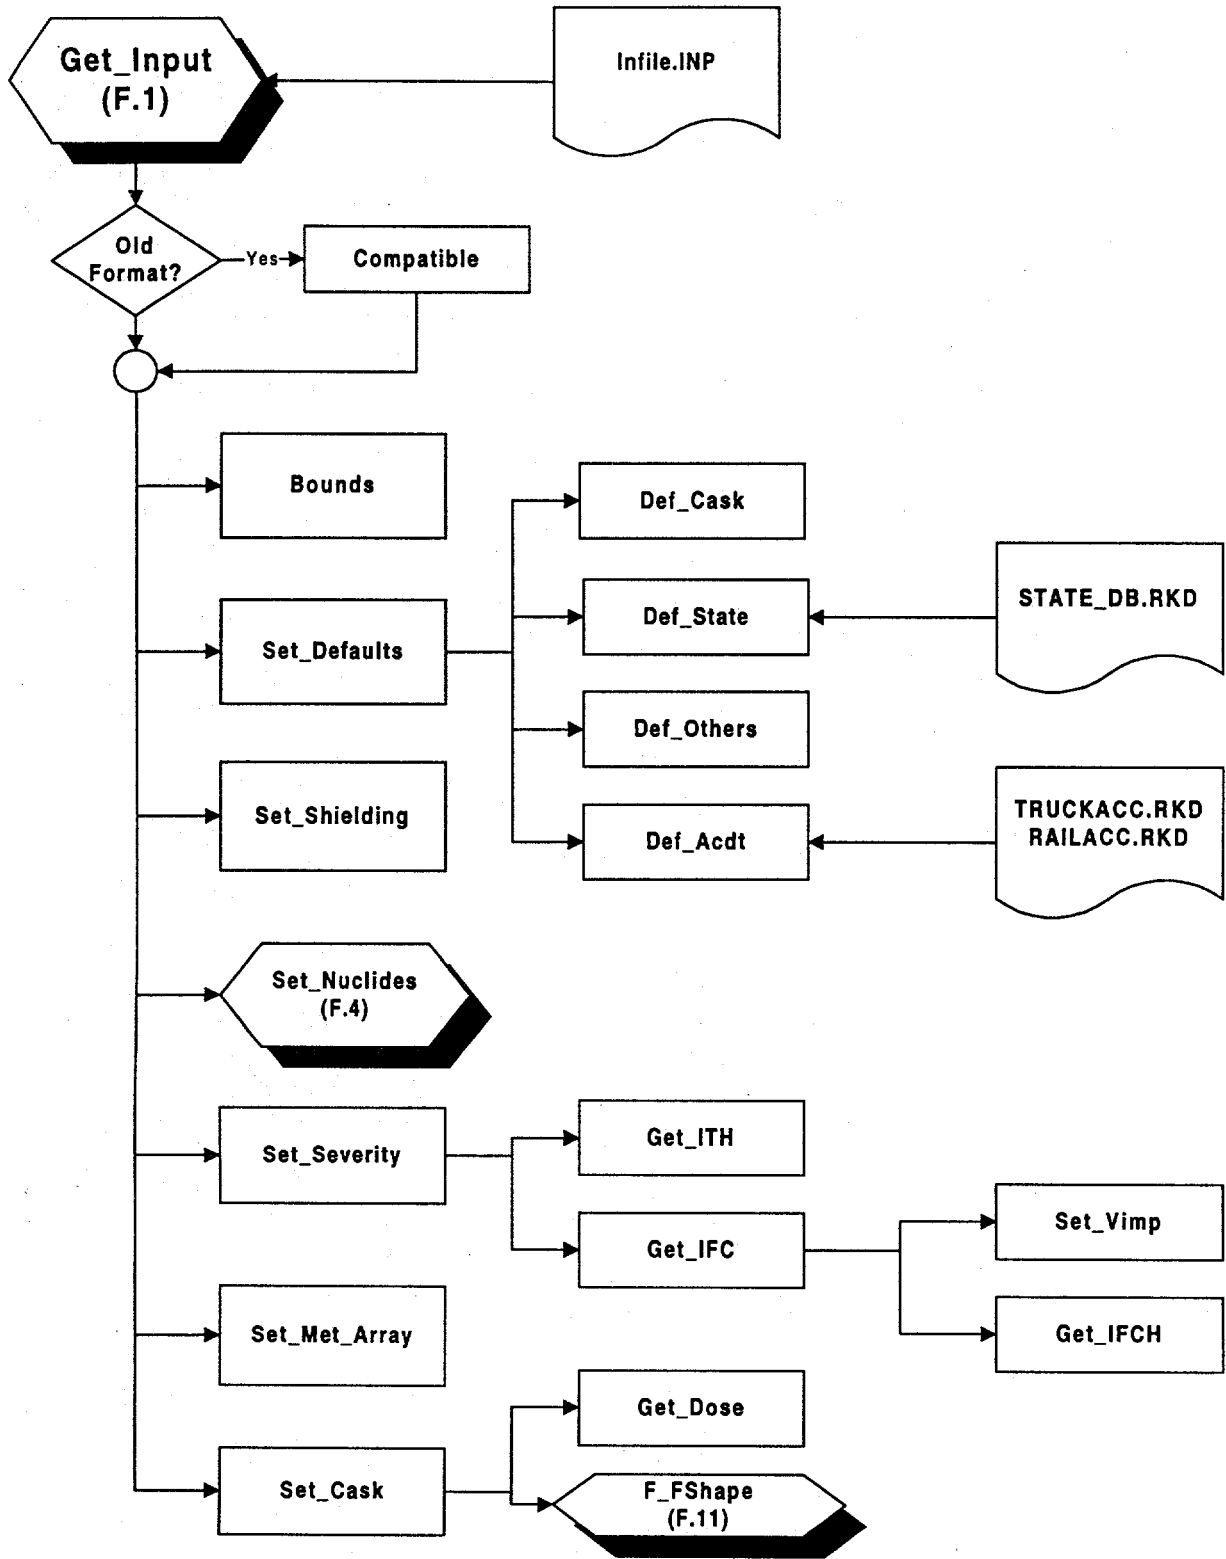 Get_Input
(F.1)
Infile.INP
Old
Format?
Yes
Compatible
Bounds
Def_Cask
STATE_DB.RKD
Def_State
Set_Defaults
Def_Others
Set_Shielding
Def_Acdt
TRUCKACC.RKD
RAILACC.RKD
Set_Nuclides
(F.4)
Get_ITH
Set_Severity
Get_IFC
Set_Vimp
Set_Met_Array
Get_IFCH
Get_Dose
Set_Cask
F_FShape
(F.11)